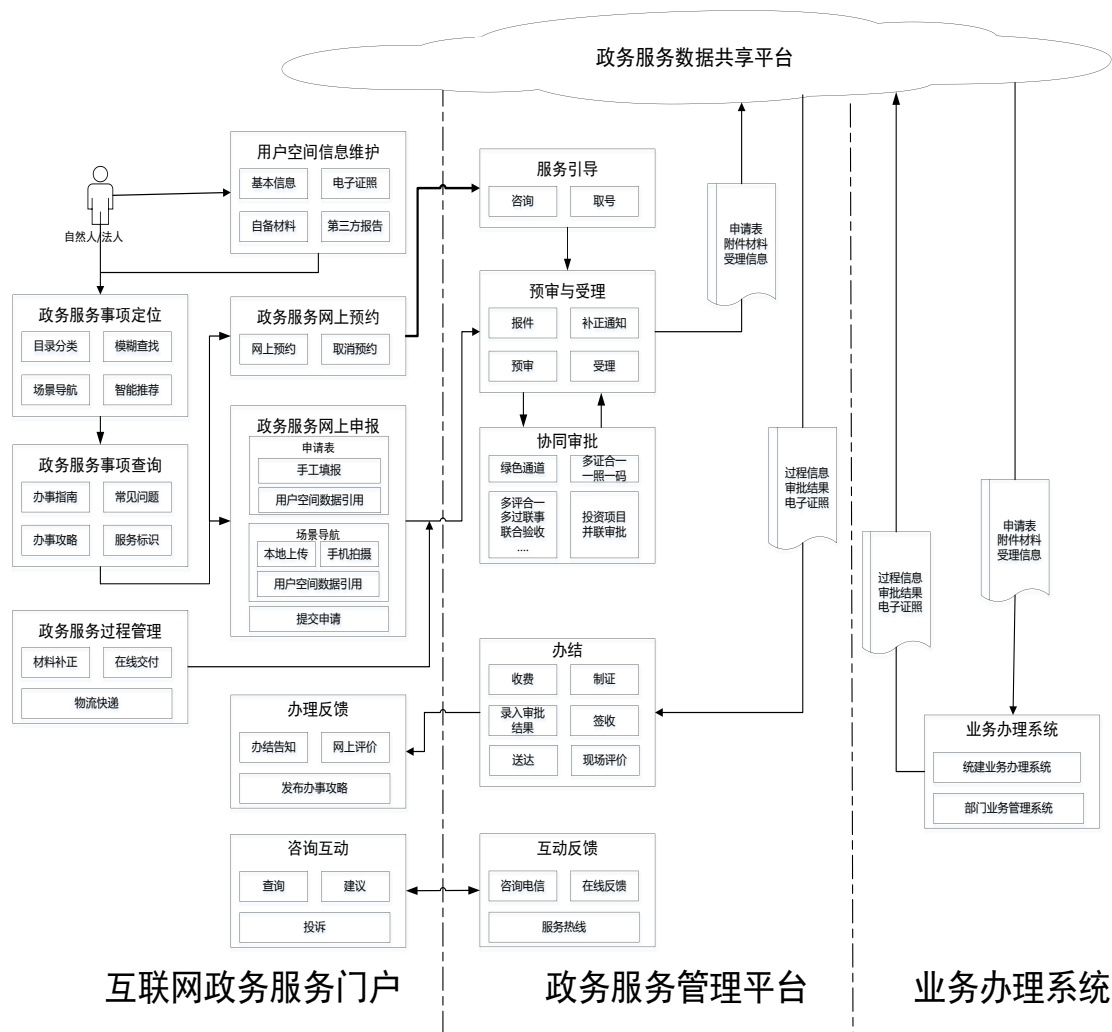 政务服务数据共享平台
自然人/法人
用户空间信息维护
基本信息
电子证照
自备材料
第三方报告
政务服务事项定位
目录分类
模糊查找
场景导航
智能推荐
政务服务事项查询
办事指南
常见问题
办事攻略
服务标识
政务服务过程管理
材料补正
在线交付
物流快递
政务服务网上预约
网上预约
取消预约
政务服务网上申报
申请表
手工填报
用户空间数据引用
场景导航
本地上传
手机拍摄
用户空间数据引用
提交申请
办理反馈
办结告知
网上评价
发布办事攻略
咨询互动
查询
建议
投诉
服务引导
咨询
取号
预审与受理
报件
补正通知
预审
受理
协同审批
绿色通道
多证合一
一照一码
多评合一
多过联事
联合验收
....
投资项目
并联审批
办结
收费
制证
录入审批
结果
签收
送达
现场评价
互动反馈
咨询电信
在线反馈
服务热线
申请表
附件材料
受理信息
过程信息
审批结果
电子证照
过程信息
审批结果
电子证照
申请表
附件材料
受理信息
业务办理系统
统建业务办理系统
部门业务管理系统
互联网政务服务门户
政务服务管理平台
业务办理系统